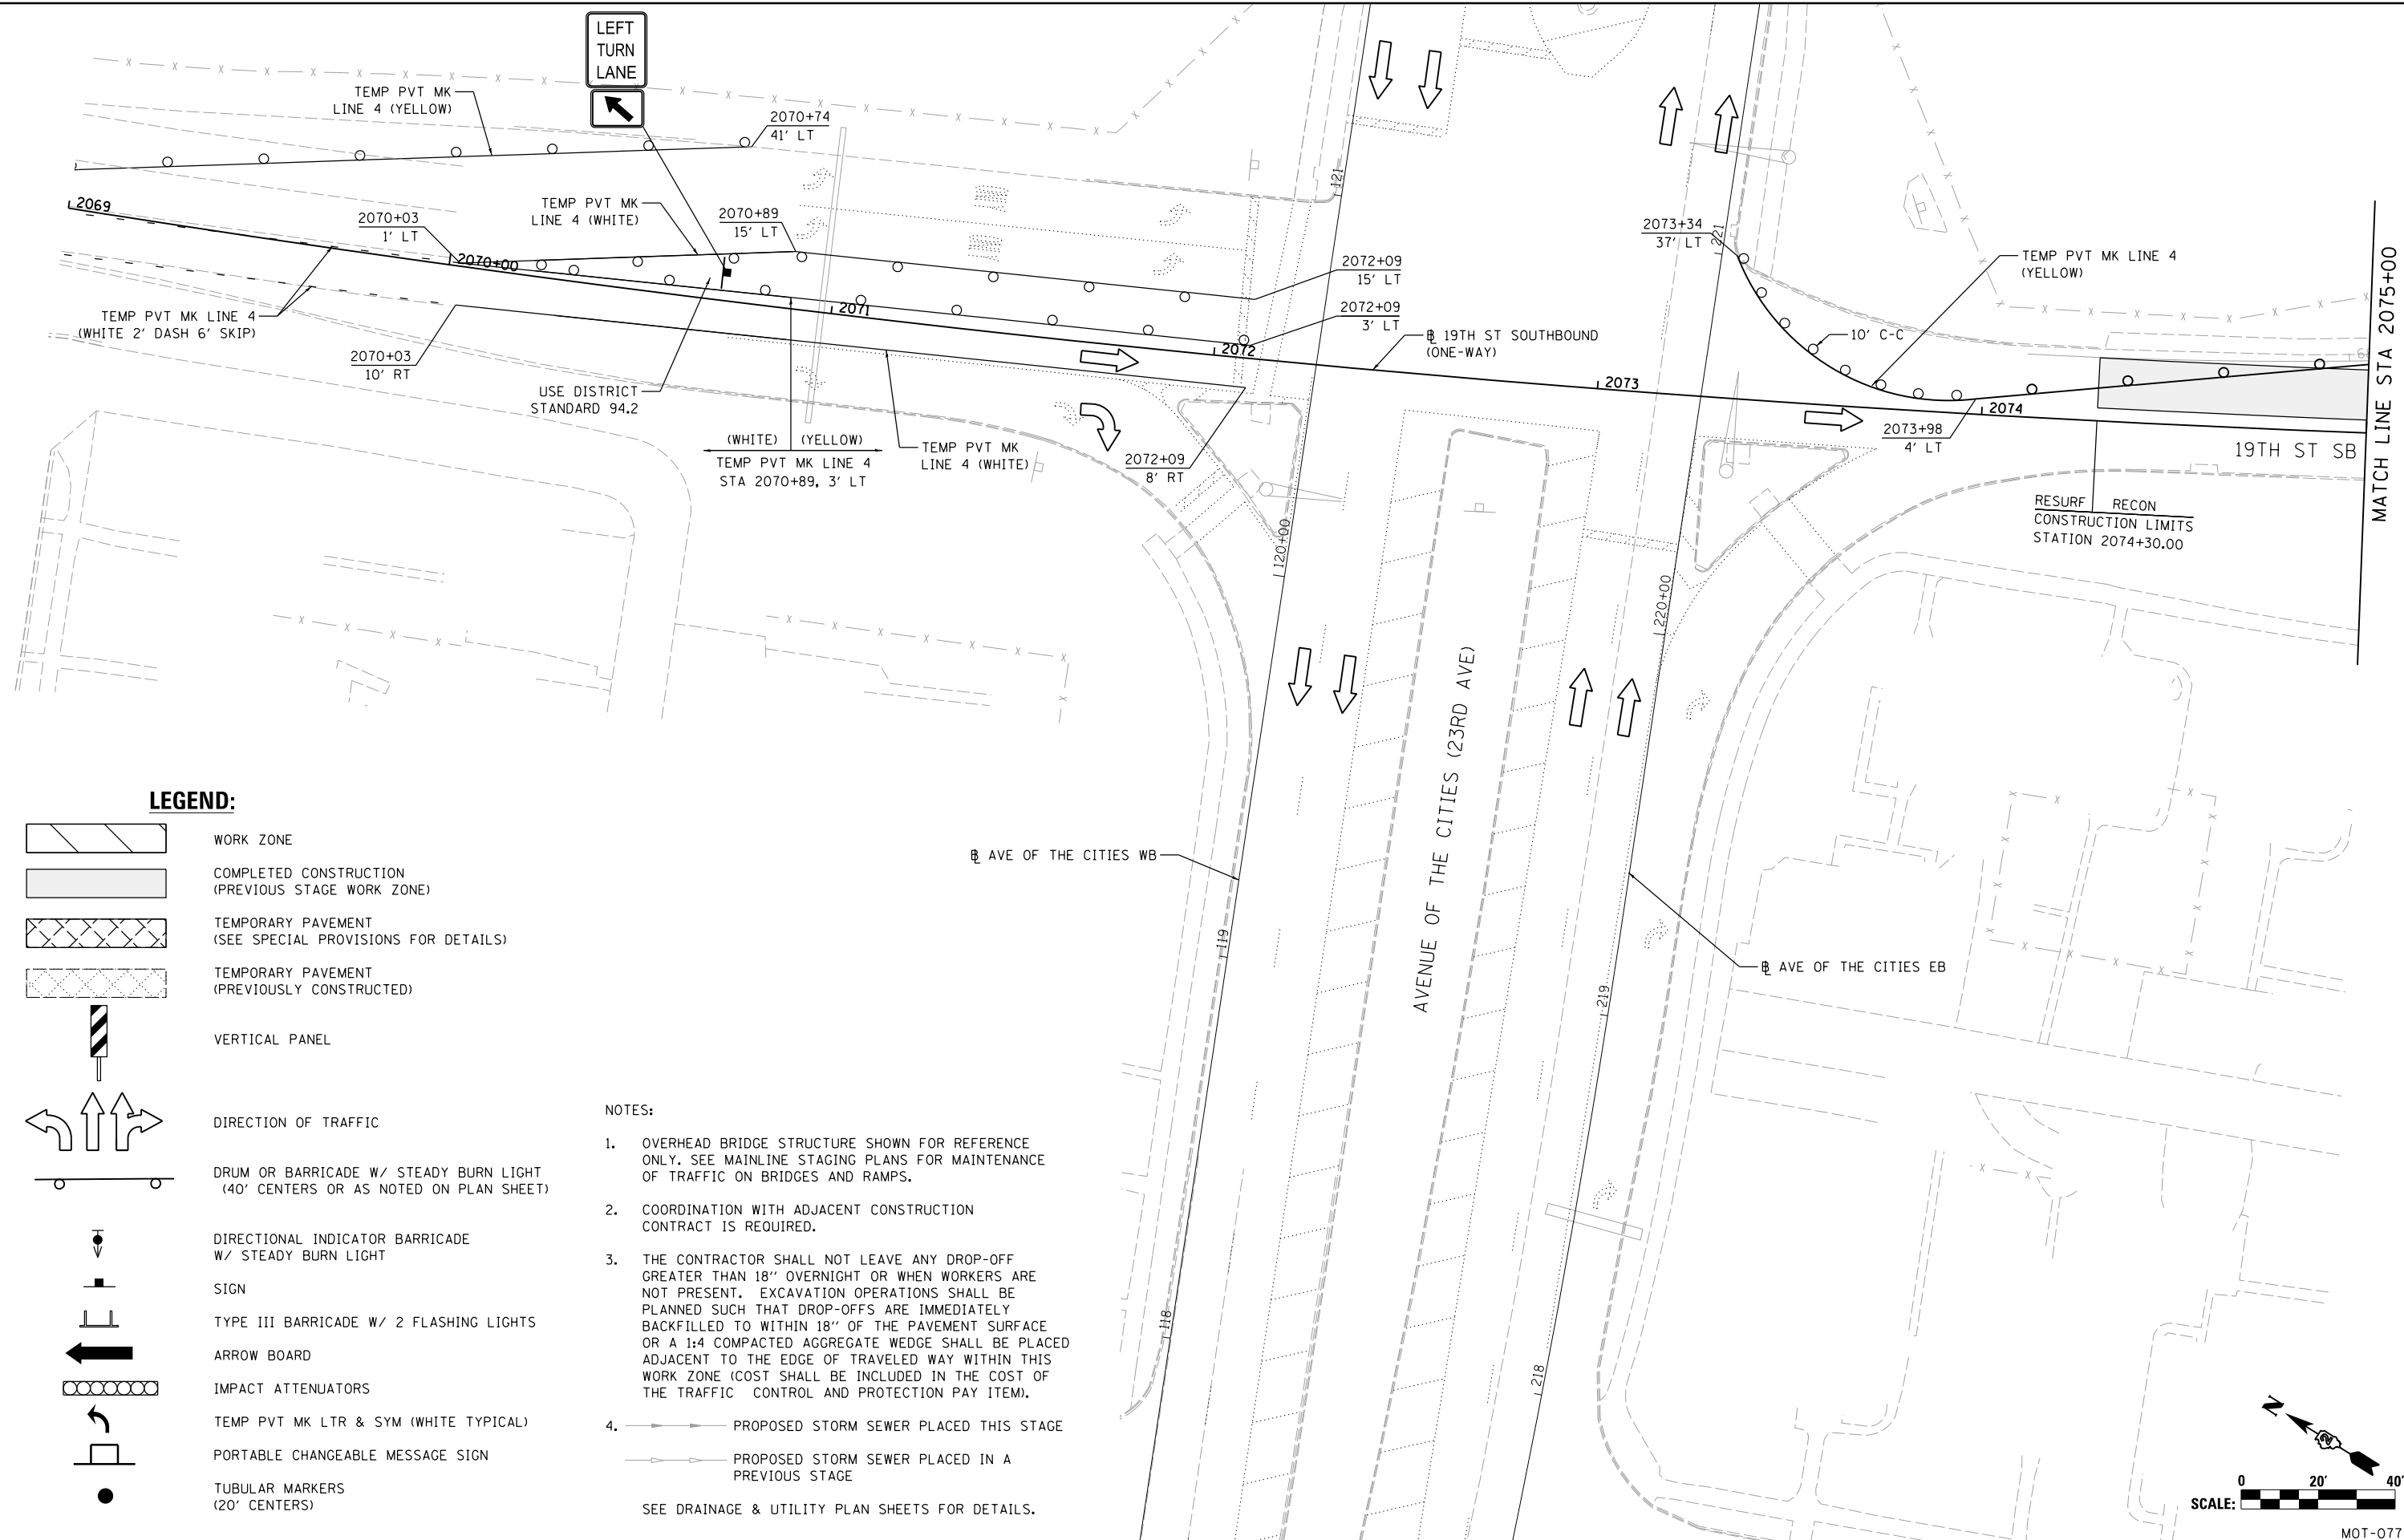 LEFT
TURN
LANE
TEMP PVT MK
LINE 4 (YELLOW)
2070+74
41' LT
2069
2070+03
1' LT
TEMP PVT MK
LINE 4 (WHITE)
2070+89
15' LT
2070+00
2071
TEMP PVT MK LINE 4
(WHITE 2' DASH 6' SKIP)
2070+03
10' RT
USE DISTRICT
STANDARD 94.2
(WHITE) (YELLOW)
TEMP PVT MK LINE 4
STA 2070+89, 3' LT
TEMP PVT MK
LINE 4 (WHITE)
2072+09
8' RT
2072+09
15' LT
2072+09
3' LT
2072
℄ 19TH ST SOUTHBOUND
(ONE-WAY)
2073
121
221
2073+34
37' LT
TEMP PVT MK LINE 4
(YELLOW)
10' C-C
2074
2073+98
4' LT
19TH ST SB
RESURF RECON
CONSTRUCTION LIMITS
STATION 2074+30.00
MATCH LINE STA 2075+00
120+00
220+00
AVENUE OF THE CITIES (23RD AVE)
℄ AVE OF THE CITIES WB
℄ AVE OF THE CITIES EB
119
219
118
218
LEGEND:
WORK ZONE
COMPLETED CONSTRUCTION
(PREVIOUS STAGE WORK ZONE)
TEMPORARY PAVEMENT
(SEE SPECIAL PROVISIONS FOR DETAILS)
TEMPORARY PAVEMENT
(PREVIOUSLY CONSTRUCTED)
VERTICAL PANEL
DIRECTION OF TRAFFIC
DRUM OR BARRICADE W/ STEADY BURN LIGHT
(40' CENTERS OR AS NOTED ON PLAN SHEET)
DIRECTIONAL INDICATOR BARRICADE
W/ STEADY BURN LIGHT
SIGN
TYPE III BARRICADE W/ 2 FLASHING LIGHTS
ARROW BOARD
IMPACT ATTENUATORS
TEMP PVT MK LTR & SYM (WHITE TYPICAL)
PORTABLE CHANGEABLE MESSAGE SIGN
TUBULAR MARKERS
(20' CENTERS)
NOTES:
1. OVERHEAD BRIDGE STRUCTURE SHOWN FOR REFERENCE
ONLY. SEE MAINLINE STAGING PLANS FOR MAINTENANCE
OF TRAFFIC ON BRIDGES AND RAMPS.
2. COORDINATION WITH ADJACENT CONSTRUCTION
CONTRACT IS REQUIRED.
3. THE CONTRACTOR SHALL NOT LEAVE ANY DROP-OFF
GREATER THAN 18" OVERNIGHT OR WHEN WORKERS ARE
NOT PRESENT. EXCAVATION OPERATIONS SHALL BE
PLANNED SUCH THAT DROP-OFFS ARE IMMEDIATELY
BACKFILLED TO WITHIN 18" OF THE PAVEMENT SURFACE
OR A 1:4 COMPACTED AGGREGATE WEDGE SHALL BE PLACED
ADJACENT TO THE EDGE OF TRAVELED WAY WITHIN THIS
WORK ZONE (COST SHALL BE INCLUDED IN THE COST OF
THE TRAFFIC CONTROL AND PROTECTION PAY ITEM).
4. PROPOSED STORM SEWER PLACED THIS STAGE
PROPOSED STORM SEWER PLACED IN A
PREVIOUS STAGE
SEE DRAINAGE & UTILITY PLAN SHEETS FOR DETAILS.
N
2
0 20' 40'
SCALE:
MOT-077